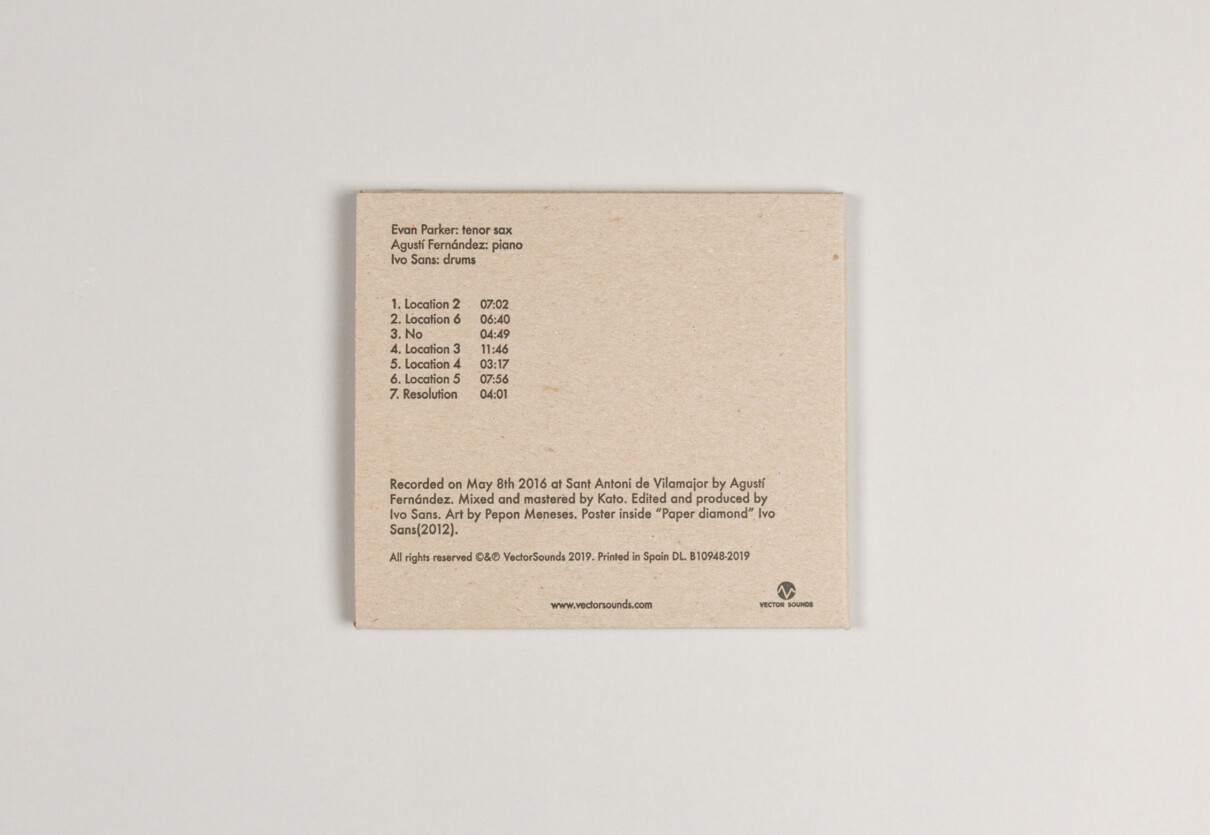 Evan Parker: tenor sax
Agustí Fernández: piano
Ivo Sans: drums
1. Location 2 07:02
2. Location 6 06:40
3. No 04:49
4. Location 3 11:46
5. Location 4 03:17
6. Location 5 07:56
7. Resolution 04:01
Recorded on May 8th 2016 at Sant Antoni de Vilamajor by Agustí
Fernández. Mixed and mastered by Kato. Edited and produced by
Ivo Sans. Art by Pepon Meneses. Poster inside “Paper diamond” Ivo
Sans(2012).
All rights reserved ©&℗ VectorSounds 2019. Printed in Spain DL. B10948-2019
www.vectorsounds.com
VECTOR SOUNDS